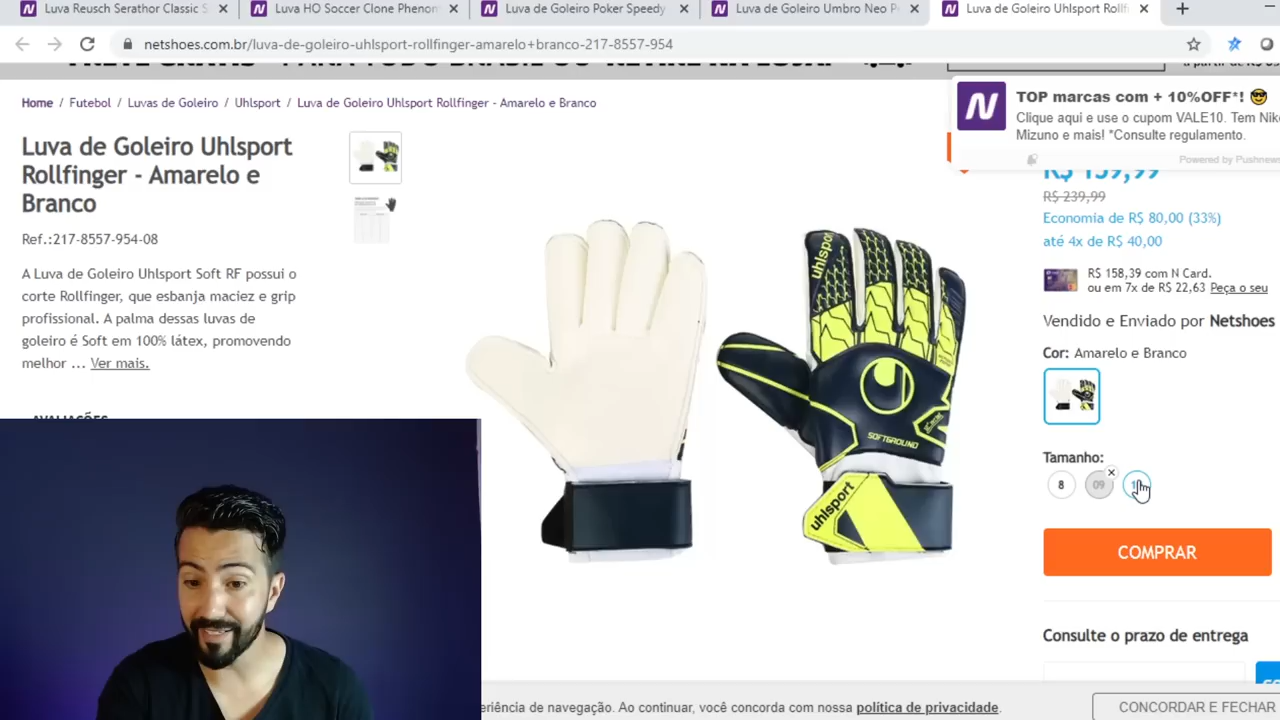 Luva Reusch Serathor Classic S
Luva HO Soccer Clone Phenom
Luva de Goleiro Poker Speedy
Luva de Goleiro Umbro Neo P
Luva de Goleiro Uhlsport Rollfi
netshoes.com.br/luva-de-goleiro-uhlsport-rollfinger-amarelo+branco-217-8557-954
Home / Futebol / Luvas de Goleiro / Uhlsport / Luva de Goleiro Uhlsport Rollfinger - Amarelo e Branco
TOP marcas com + 10%OFF*! 😎
Clique aqui e use o cupom VALE10. Tem Nik
Mizuno e mais! *Consulte regulamento.
Powered by Pushnews
Luva de Goleiro Uhlsport
Rollfinger - Amarelo e
Branco
Ref.:217-8557-954-08
A Luva de Goleiro Uhlsport Soft RF possui o
corte Rollfinger, que esbanja maciez e grip
profissional. A palma dessas luvas de
goleiro é Soft em 100% látex, promovendo
melhor ... Ver mais.
AVALIAÇÕES
uhlsport
SOFTGROUND
uhlsport
R$ 159,99
R$ 239,99
Economia de R$ 80,00 (33%)
até 4x de R$ 40,00
R$ 158,39 com N Card.
ou em 7x de R$ 22,63 Peça o seu
Vendido e Enviado por Netshoes
Cor: Amarelo e Branco
Tamanho:
8
09
COMPRAR
Consulte o prazo de entrega
eriência de navegação. Ao continuar, você concorda com nossa política de privacidade.
CONCORDAR E FECHAR